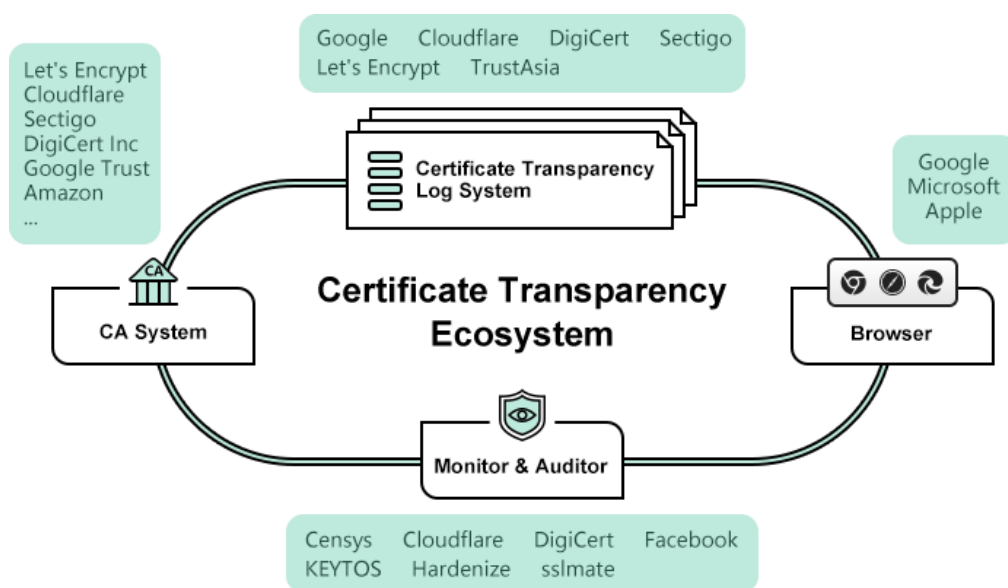 Google Cloudflare DigiCert Sectigo
Let's Encrypt TrustAsia
Let's Encrypt
Cloudflare
Sectigo
DigiCert Inc
Google Trust
Amazon
...
Certificate Transparency
Log System
Google
Microsoft
Apple
CA
CA System
Certificate Transparency
Ecosystem
Browser
Monitor & Auditor
Censys Cloudflare DigiCert Facebook
KEYTOS Hardenize sslmate